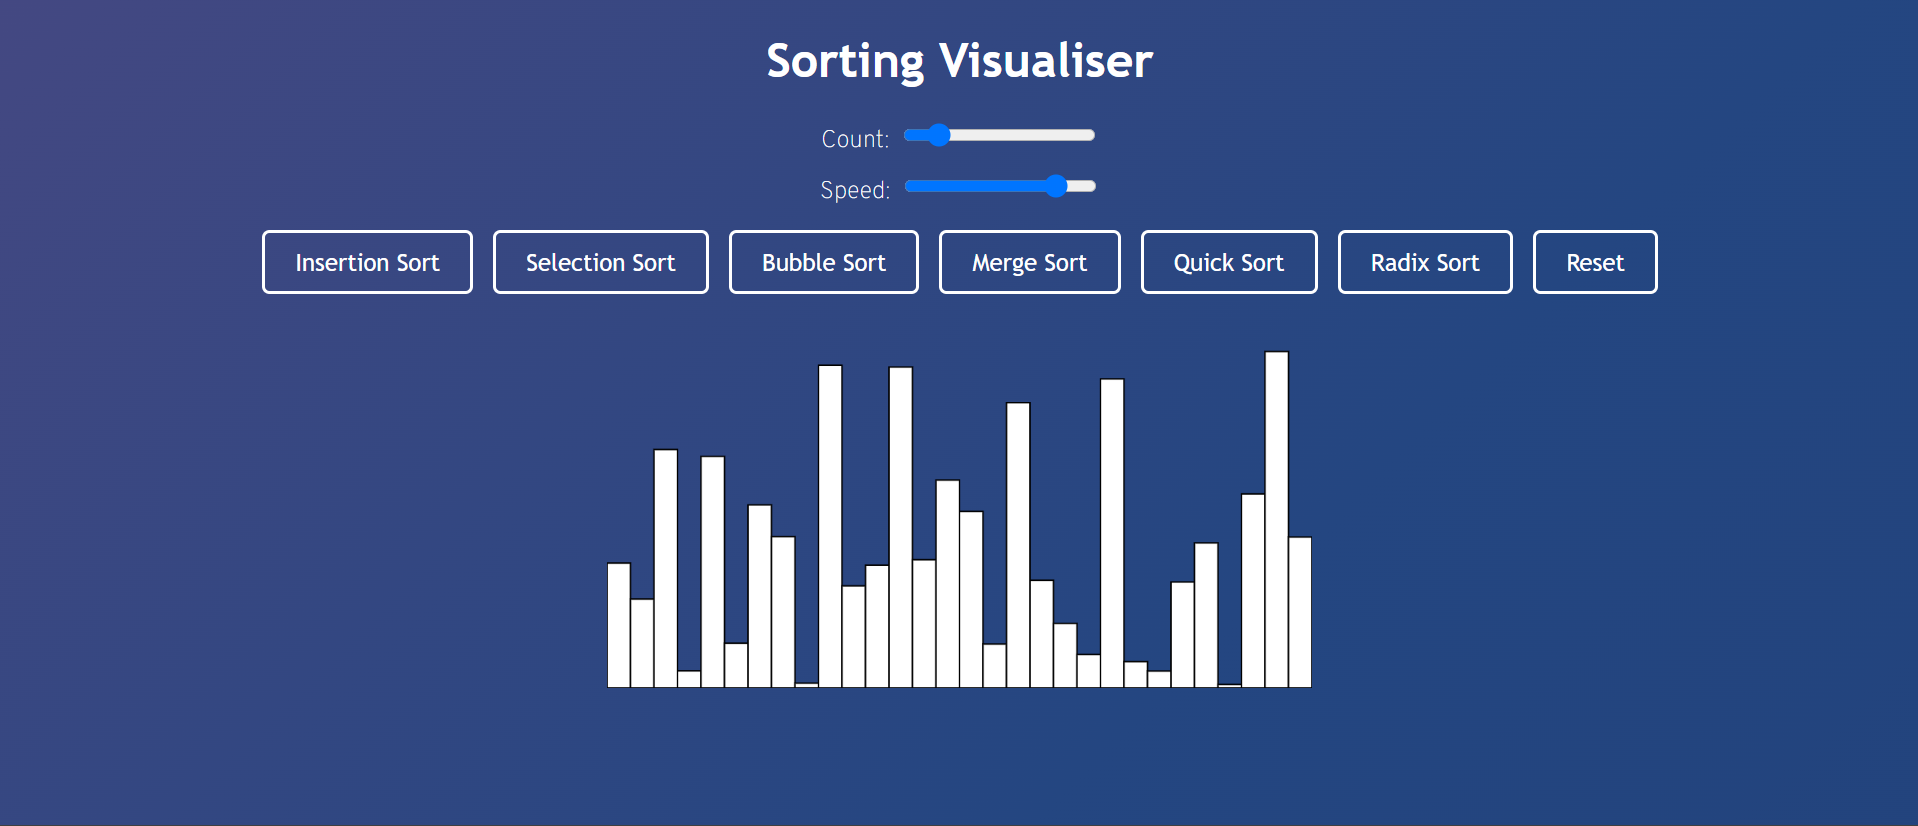 Sorting Visualiser
Count:
Speed:
Insertion Sort Selection Sort Bubble Sort Merge Sort Quick Sort Radix Sort Reset